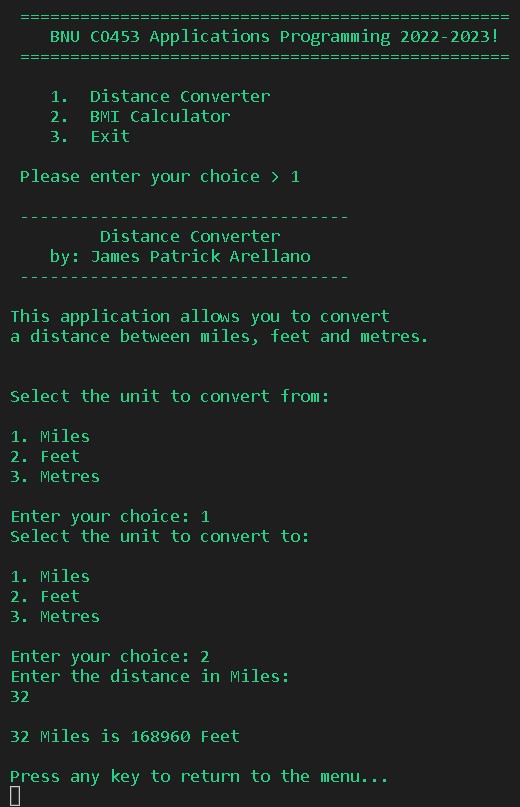 =================================================
BNU CO453 Applications Programming 2022-2023!
=================================================
1. Distance Converter
2. BMI Calculator
3. Exit
Please enter your choice > 1
---------------------------------
Distance Converter
by: James Patrick Arellano
---------------------------------
This application allows you to convert
a distance between miles, feet and metres.
Select the unit to convert from:
1. Miles
2. Feet
3. Metres
Enter your choice: 1
Select the unit to convert to:
1. Miles
2. Feet
3. Metres
Enter your choice: 2
Enter the distance in Miles:
32
32 Miles is 168960 Feet
Press any key to return to the menu...